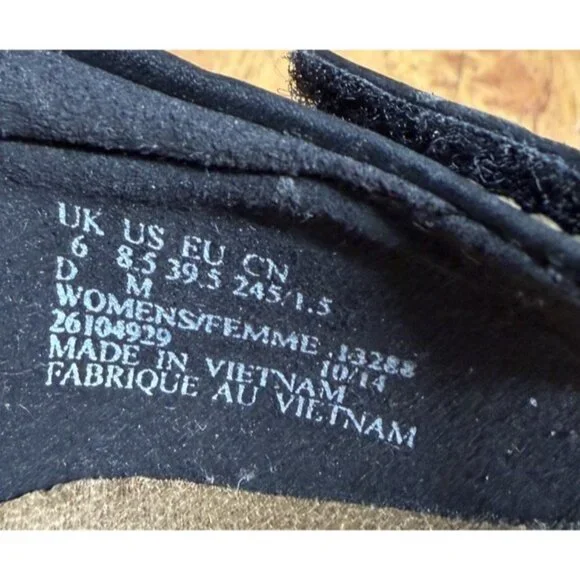 UK US EU CN
6 8.5 39.5 245/1.5
D M
WOMENS/FEMME 13288
26104929 10/14
MADE IN VIETNAM
FABRIQUE AU VIETNAM